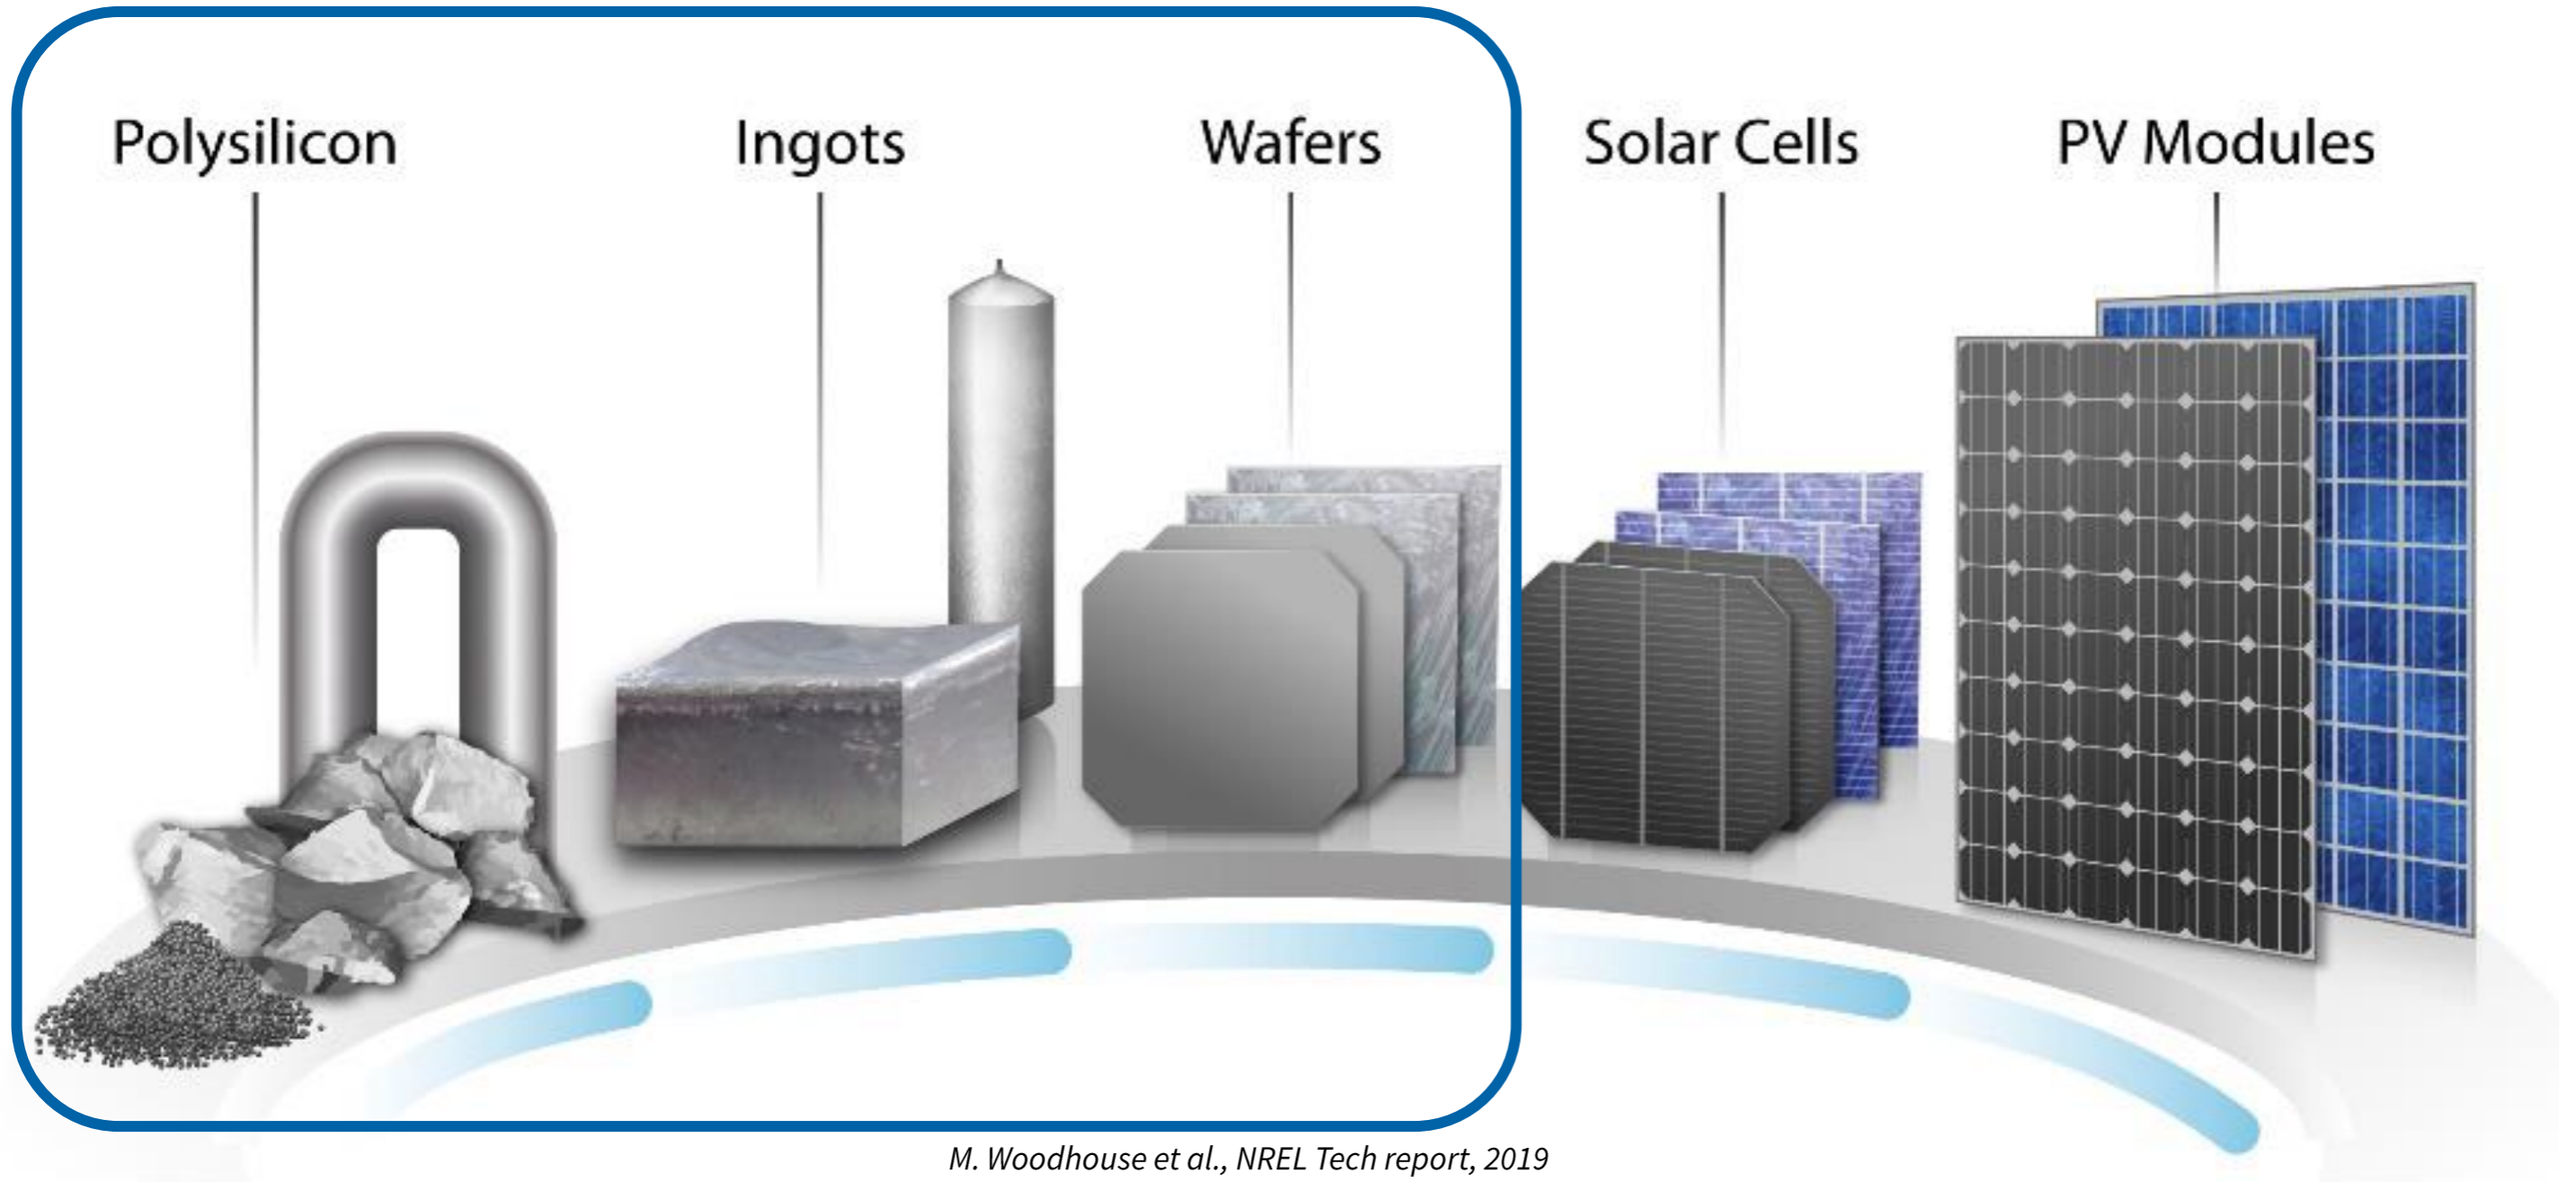 Polysilicon
Ingots
Wafers
Solar Cells
PV Modules
M. Woodhouse et al., NREL Tech report, 2019